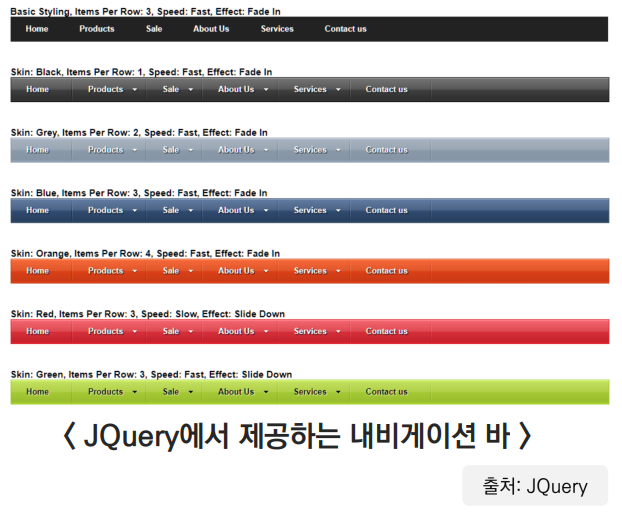 Basic Styling, Items Per Row: 3, Speed: Fast, Effect: Fade In
Home Products Sale About Us Services Contact us
Skin: Black, Items Per Row: 1, Speed: Fast, Effect: Fade In
Home Products Sale About Us Services Contact us
Skin: Grey, Items Per Row: 2, Speed: Fast, Effect: Fade In
Home Products Sale About Us Services Contact us
Skin: Blue, Items Per Row: 3, Speed: Fast, Effect: Fade In
Home Products Sale About Us Services Contact us
Skin: Orange, Items Per Row: 4, Speed: Fast, Effect: Fade In
Home Products Sale About Us Services Contact us
Skin: Red, Items Per Row: 3, Speed: Slow, Effect: Slide Down
Home Products Sale About Us Services Contact us
Skin: Green, Items Per Row: 3, Speed: Fast, Effect: Slide Down
Home Products Sale About Us Services Contact us
〈 JQuery에서 제공하는 내비게이션 바 〉
출처: JQuery